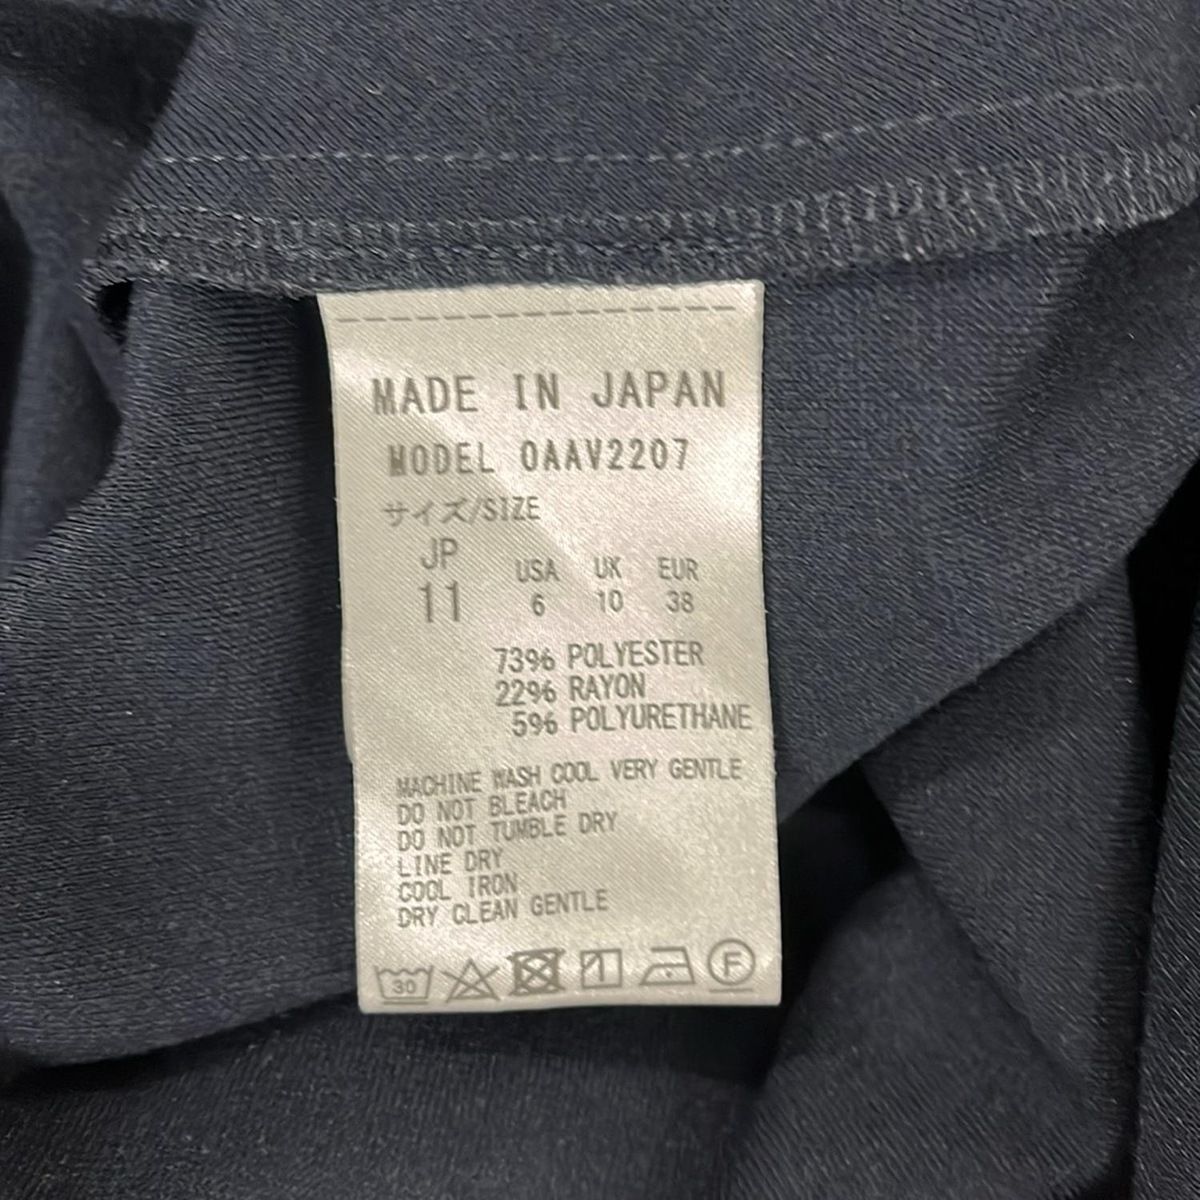 MADE IN JAPAN
MODEL 0AAV2207
サイズ/SIZE
JP USA UK EUR
11 6 10 38
73% POLYESTER
22% RAYON
5% POLYURETHANE
MACHINE WASH COOL VERY GENTLE
DO NOT BLEACH
DO NOT TUMBLE DRY
LINE DRY
COOL IRON
DRY CLEAN GENTLE
30 F